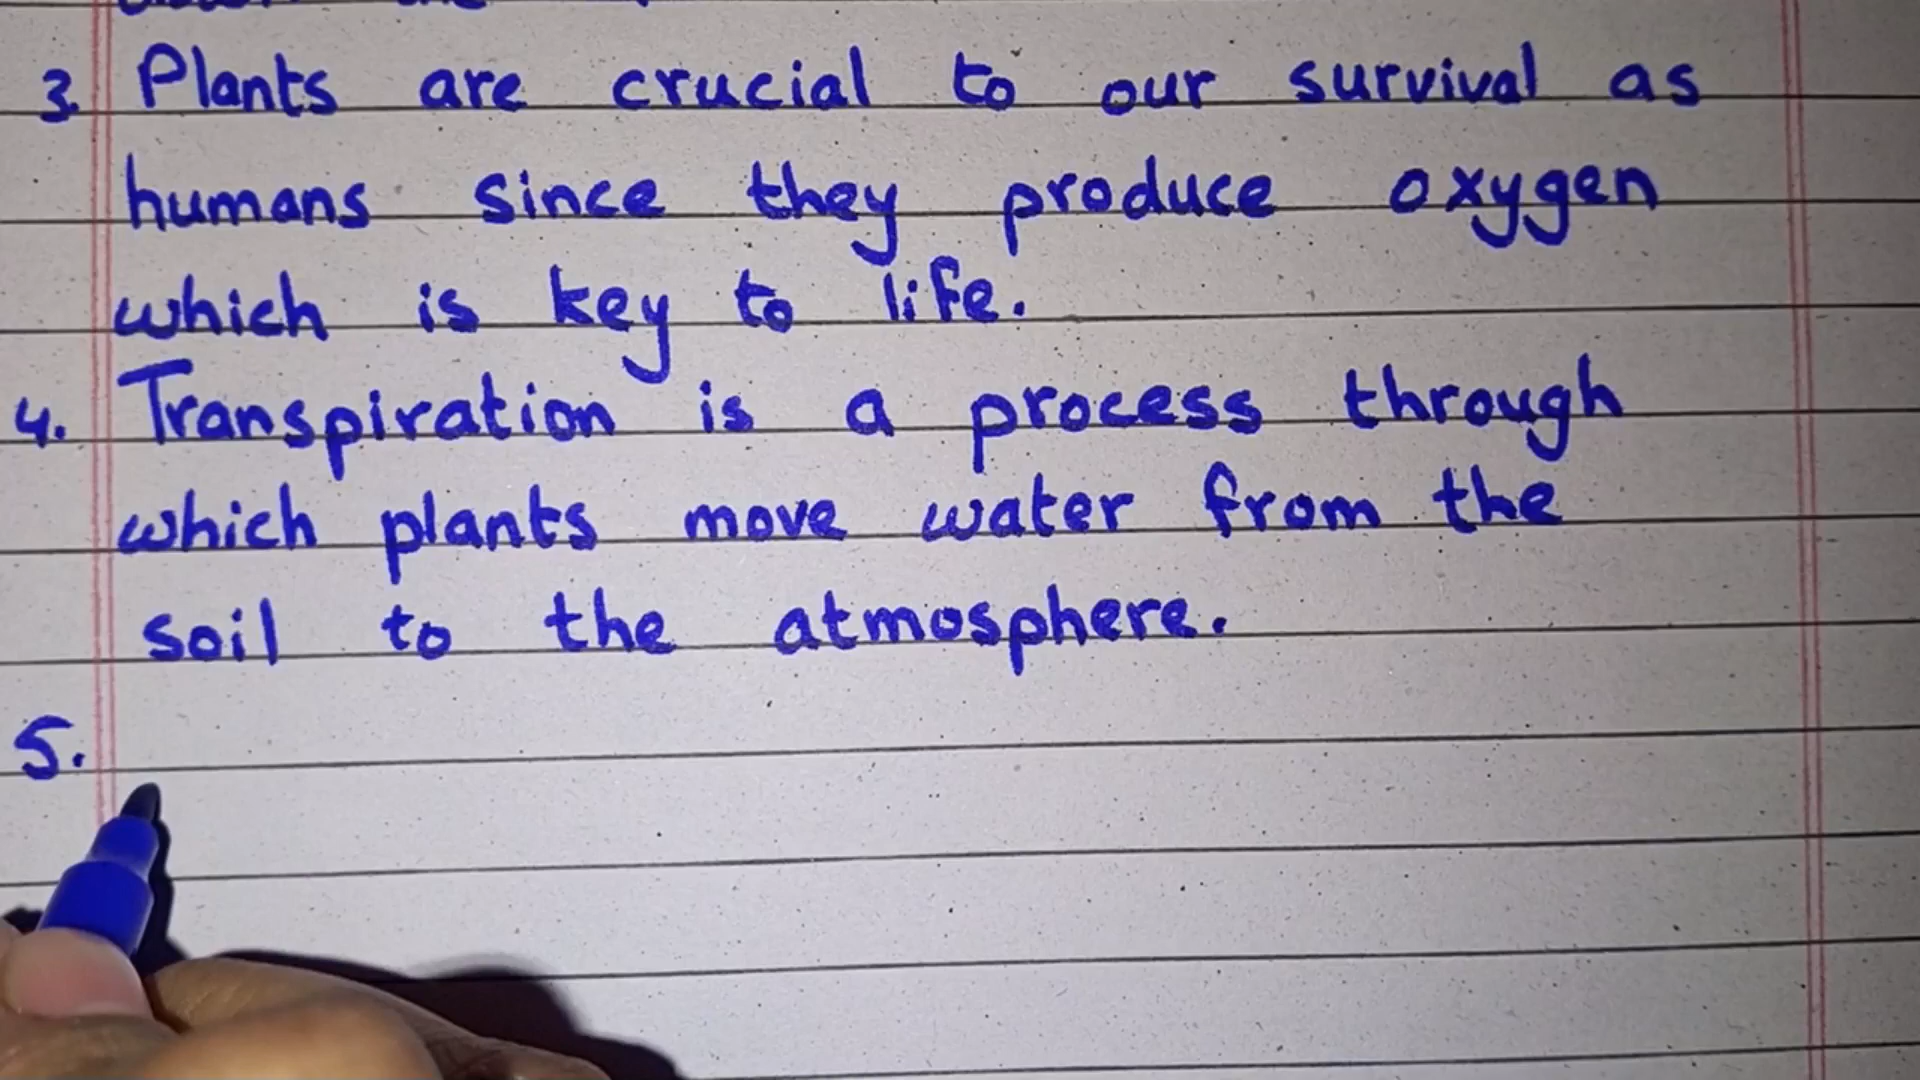 3. Plants are crucial to our survival as
humans since they produce oxygen
which is key to life.
4. Transpiration is a process through
which plants move water from the
soil to the atmosphere.
5.